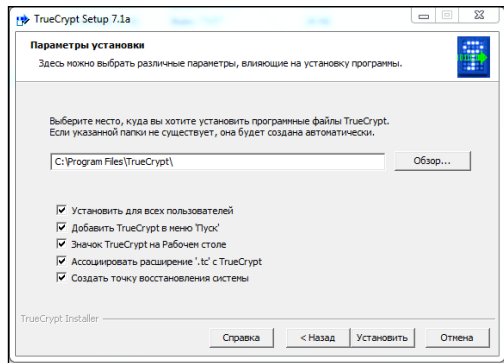 TrueCrypt Setup 7.1a
Параметры установки
Здесь можно выбрать различные параметры, влияющие на установку программы.
Выберите место, куда вы хотите установить программные файлы TrueCrypt.
Если указанной папки не существует, она будет создана автоматически.
C:\Program Files\TrueCrypt\
Обзор...
Установить для всех пользователей
Добавить TrueCrypt в меню 'Пуск'
Значок TrueCrypt на Рабочем столе
Ассоциировать расширение '.tc' с TrueCrypt
Создать точку восстановления системы
TrueCrypt Installer
Справка < Назад Установить Отмена